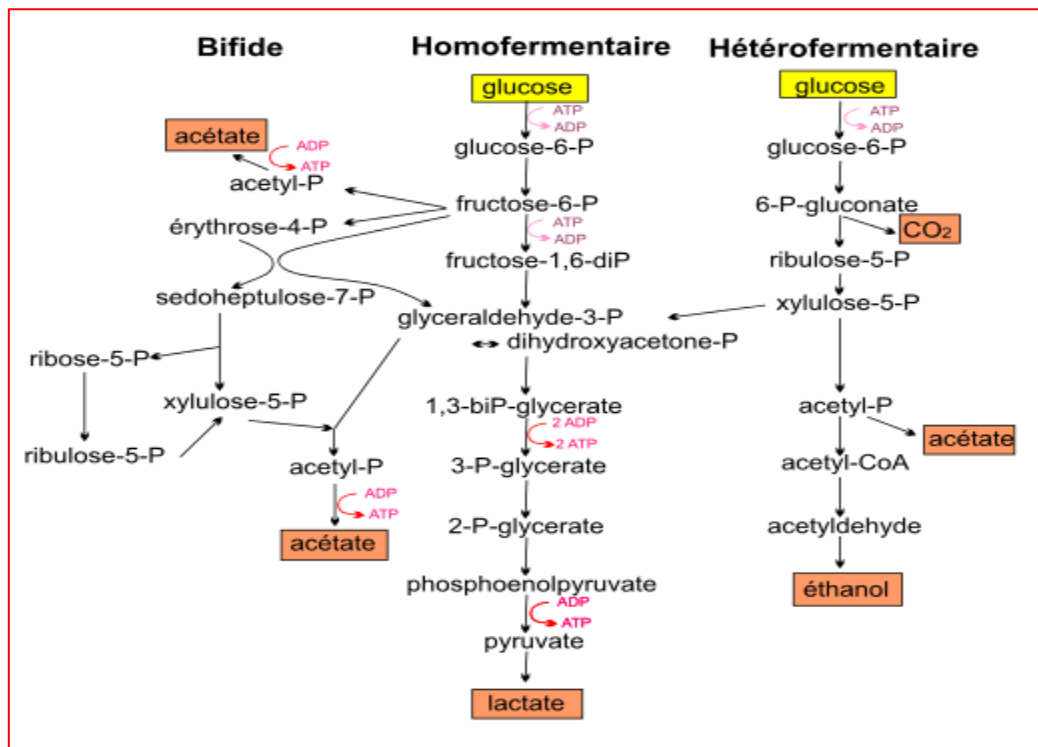 Bifide
Homofermentaire
Hétérofermentaire
glucose
glucose
ATP
ADP
ATP
ADP
acétate
ADP
ATP
glucose-6-P
glucose-6-P
acetyl-P
fructose-6-P
6-P-gluconate
érythrose-4-P
ATP
ADP
CO₂
fructose-1,6-diP
ribulose-5-P
sedoheptulose-7-P
glyceraldehyde-3-P
xylulose-5-P
dihydroxyacetone-P
ribose-5-P
xylulose-5-P
1,3-biP-glycerate
acetyl-P
2 ADP
2 ATP
acétate
ribulose-5-P
acetyl-P
3-P-glycerate
acetyl-CoA
ADP
ATP
2-P-glycerate
acetyldehyde
acétate
phosphoenolpyruvate
éthanol
ADP
ATP
pyruvate
lactate